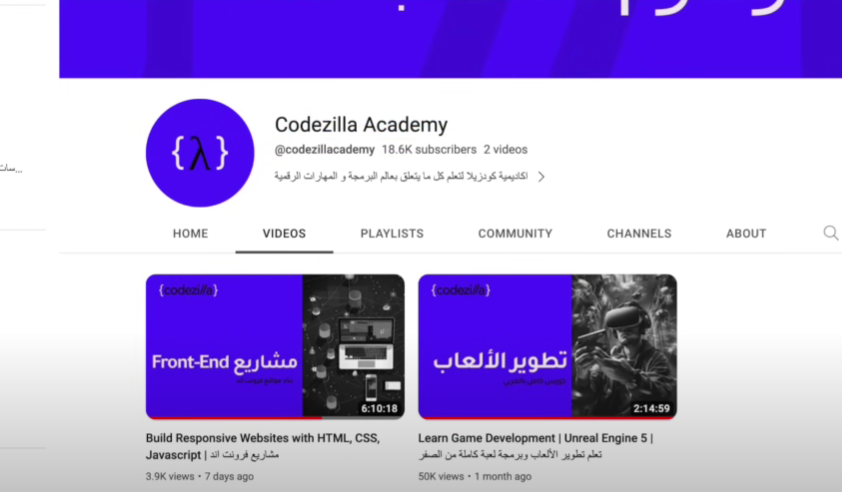 سات...
{λ}
Codezilla Academy
@codezillacademy 18.6K subscribers 2 videos
اكاديمية كودزيلا لتعلم كل ما يتعلق بعالم البرمجة و المهارات الرقمية
HOME VIDEOS PLAYLISTS COMMUNITY CHANNELS ABOUT
{codezilla}
مشاريع Front-End
6:10:18
Build Responsive Websites with HTML, CSS,
Javascript | مشاريع فرونت اند
3.9K views • 7 days ago
{codezilla}
تطوير الألعاب
2:14:59
Learn Game Development | Unreal Engine 5 |
تعلم تطوير الألعاب وبرمجة لعبة كاملة من الصفر
50K views • 1 month ago